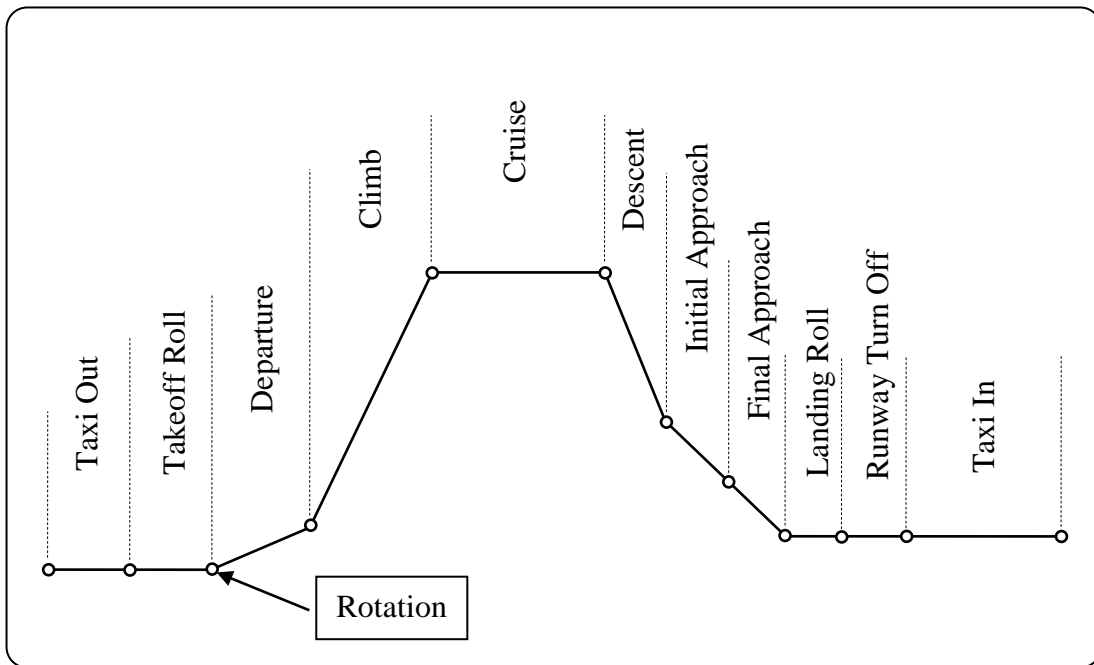 Taxi Out
Takeoff Roll
Departure
Climb
Cruise
Descent
Initial Approach
Final Approach
Landing Roll
Runway Turn Off
Taxi In
Rotation